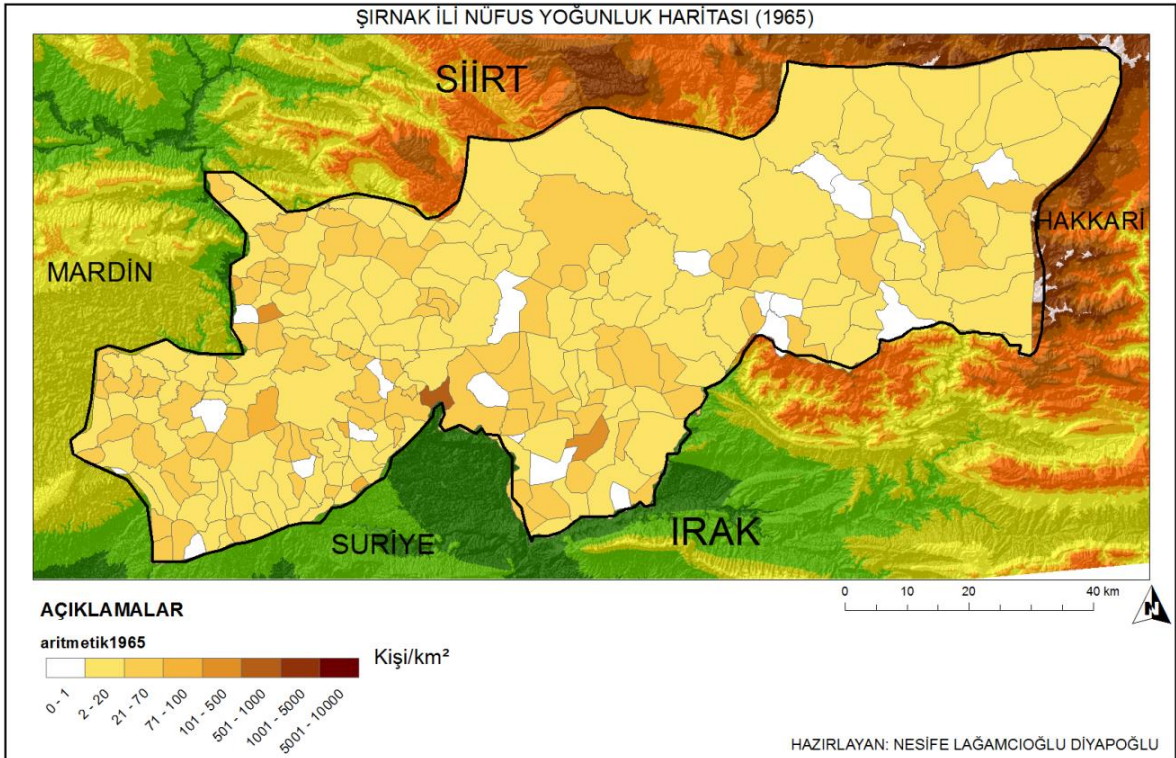 ŞIRNAK İLİ NÜFUS YOĞUNLUK HARİTASI (1965)
SİİRT
HAKKARİ
MARDİN
SURİYE
IRAK
AÇIKLAMALAR
aritmetik1965
Kişi/km²
0 - 1
2 - 20
21 - 70
71 - 100
101 - 500
501 - 1000
1001 - 5000
5001 - 10000
0 10 20 40 km
N
HAZIRLAYAN: NESİFE LAĞAMCIOĞLU DİYAPOĞLU